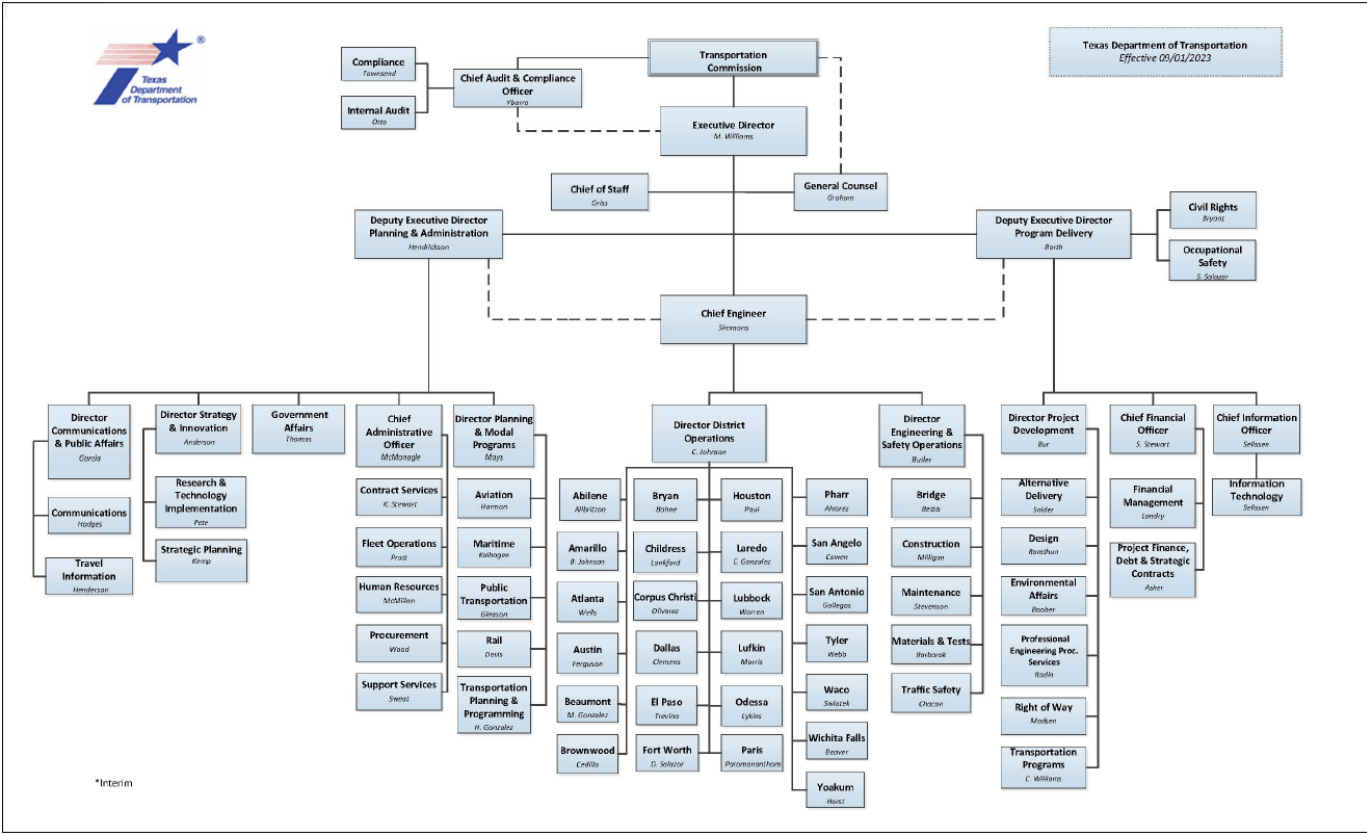 Texas
Department
of Transportation
®
Texas Department of Transportation
Effective 09/01/2023
Transportation
Commission
Compliance
Townsend
Internal Audit
Otto
Chief Audit & Compliance
Officer
Ybarra
Executive Director
M. Williams
Chief of Staff
Griss
General Counsel
Graham
Deputy Executive Director
Planning & Administration
Hendrickson
Deputy Executive Director
Program Delivery
Barth
Civil Rights
Bryant
Occupational
Safety
S. Salazar
Chief Engineer
Simmons
Director
Communications
& Public Affairs
Garcia
Communications
Hodges
Travel
Information
Henderson
Director Strategy
& Innovation
Anderson
Research &
Technology
Implementation
Pete
Strategic Planning
Kemp
Government
Affairs
Thomas
Chief
Administrative
Officer
McMonagle
Contract Services
K. Stewart
Fleet Operations
Pratt
Human Resources
McMillan
Procurement
Wood
Support Services
Sweat
Director Planning
& Modal
Programs
Mays
Aviation
Harmon
Maritime
Public
Transportation
Gleason
Rail
Davis
Transportation
Planning &
Programming
H. Gonzalez
Director District
Operations
C. Johnson
Abilene
Allbritton
Amarillo
B. Johnson
Atlanta
Wells
Austin
Ferguson
Beaumont
M. Gonzalez
Brownwood
Cedillo
Bryan
Bohne
Childress
Lankford
Corpus Christi
Olivarez
Dallas
Clemens
El Paso
Trevino
Fort Worth
D. Salazar
Houston
Paul
Laredo
E. Gonzalez
Lubbock
Warren
Lufkin
Morris
Odessa
Lykins
Paris
Paramanantham
Pharr
Alvarez
San Angelo
Cowen
San Antonio
Gallegos
Tyler
Webb
Waco
Swiatek
Wichita Falls
Beaver
Yoakum
Horst
Director
Engineering &
Safety Operations
Butler
Bridge
Bettis
Construction
Milligan
Maintenance
Stevenson
Materials & Tests
Barborak
Traffic Safety
Chacon
Director Project
Development
Bur
Alternative
Delivery
Snider
Design
Environmental
Affairs
Booher
Professional
Engineering Proc.
Services
Rodin
Right of Way
Madsen
Transportation
Programs
C. Williams
Chief Financial
Officer
S. Stewart
Financial
Management
Landry
Project Finance,
Debt & Strategic
Contracts
Asher
Chief Information
Officer
Selissen
Information
Technology
Selissen
*Interim